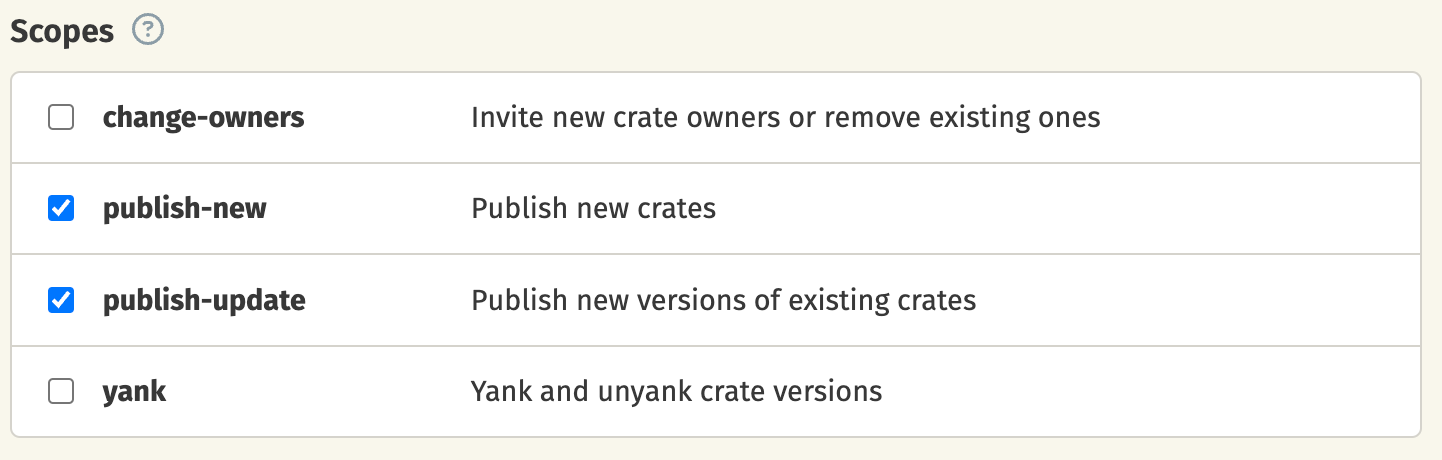 Scopes ?
change-owners Invite new crate owners or remove existing ones
publish-new Publish new crates
publish-update Publish new versions of existing crates
yank Yank and unyank crate versions